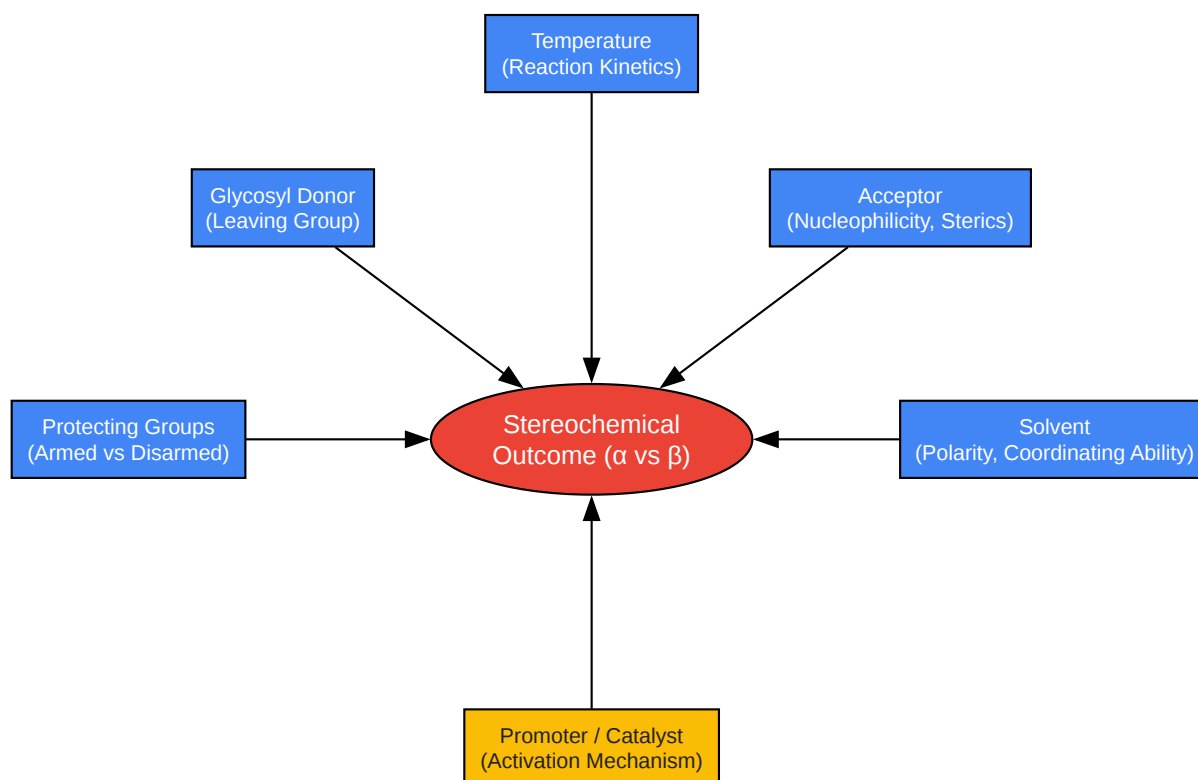 Temperature
(Reaction Kinetics)
Glycosyl Donor
(Leaving Group)
Acceptor
(Nucleophilicity, Sterics)
Protecting Groups
(Armed vs Disarmed)
Stereochemical
Outcome (α vs β)
Solvent
(Polarity, Coordinating Ability)
Promoter / Catalyst
(Activation Mechanism)